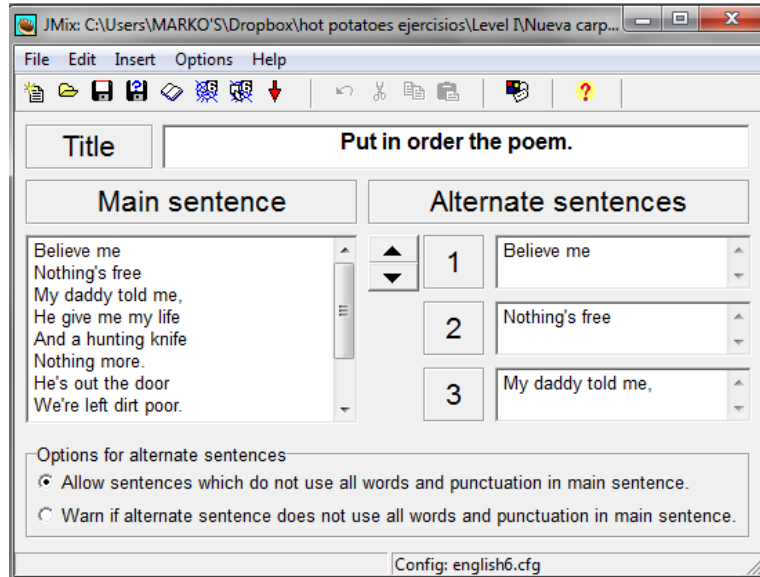 JMix: C:\Users\MARKO'S\Dropbox\hot potatoes ejercisios\Level I\Nueva carp...
File Edit Insert Options Help
Title
Put in order the poem.
Main sentence
Alternate sentences
Believe me
Nothing's free
My daddy told me,
He give me my life
And a hunting knife
Nothing more.
He's out the door
We're left dirt poor.
1
Believe me
2
Nothing's free
3
My daddy told me,
Options for alternate sentences
Allow sentences which do not use all words and punctuation in main sentence.
Warn if alternate sentence does not use all words and punctuation in main sentence.
Config: english6.cfg